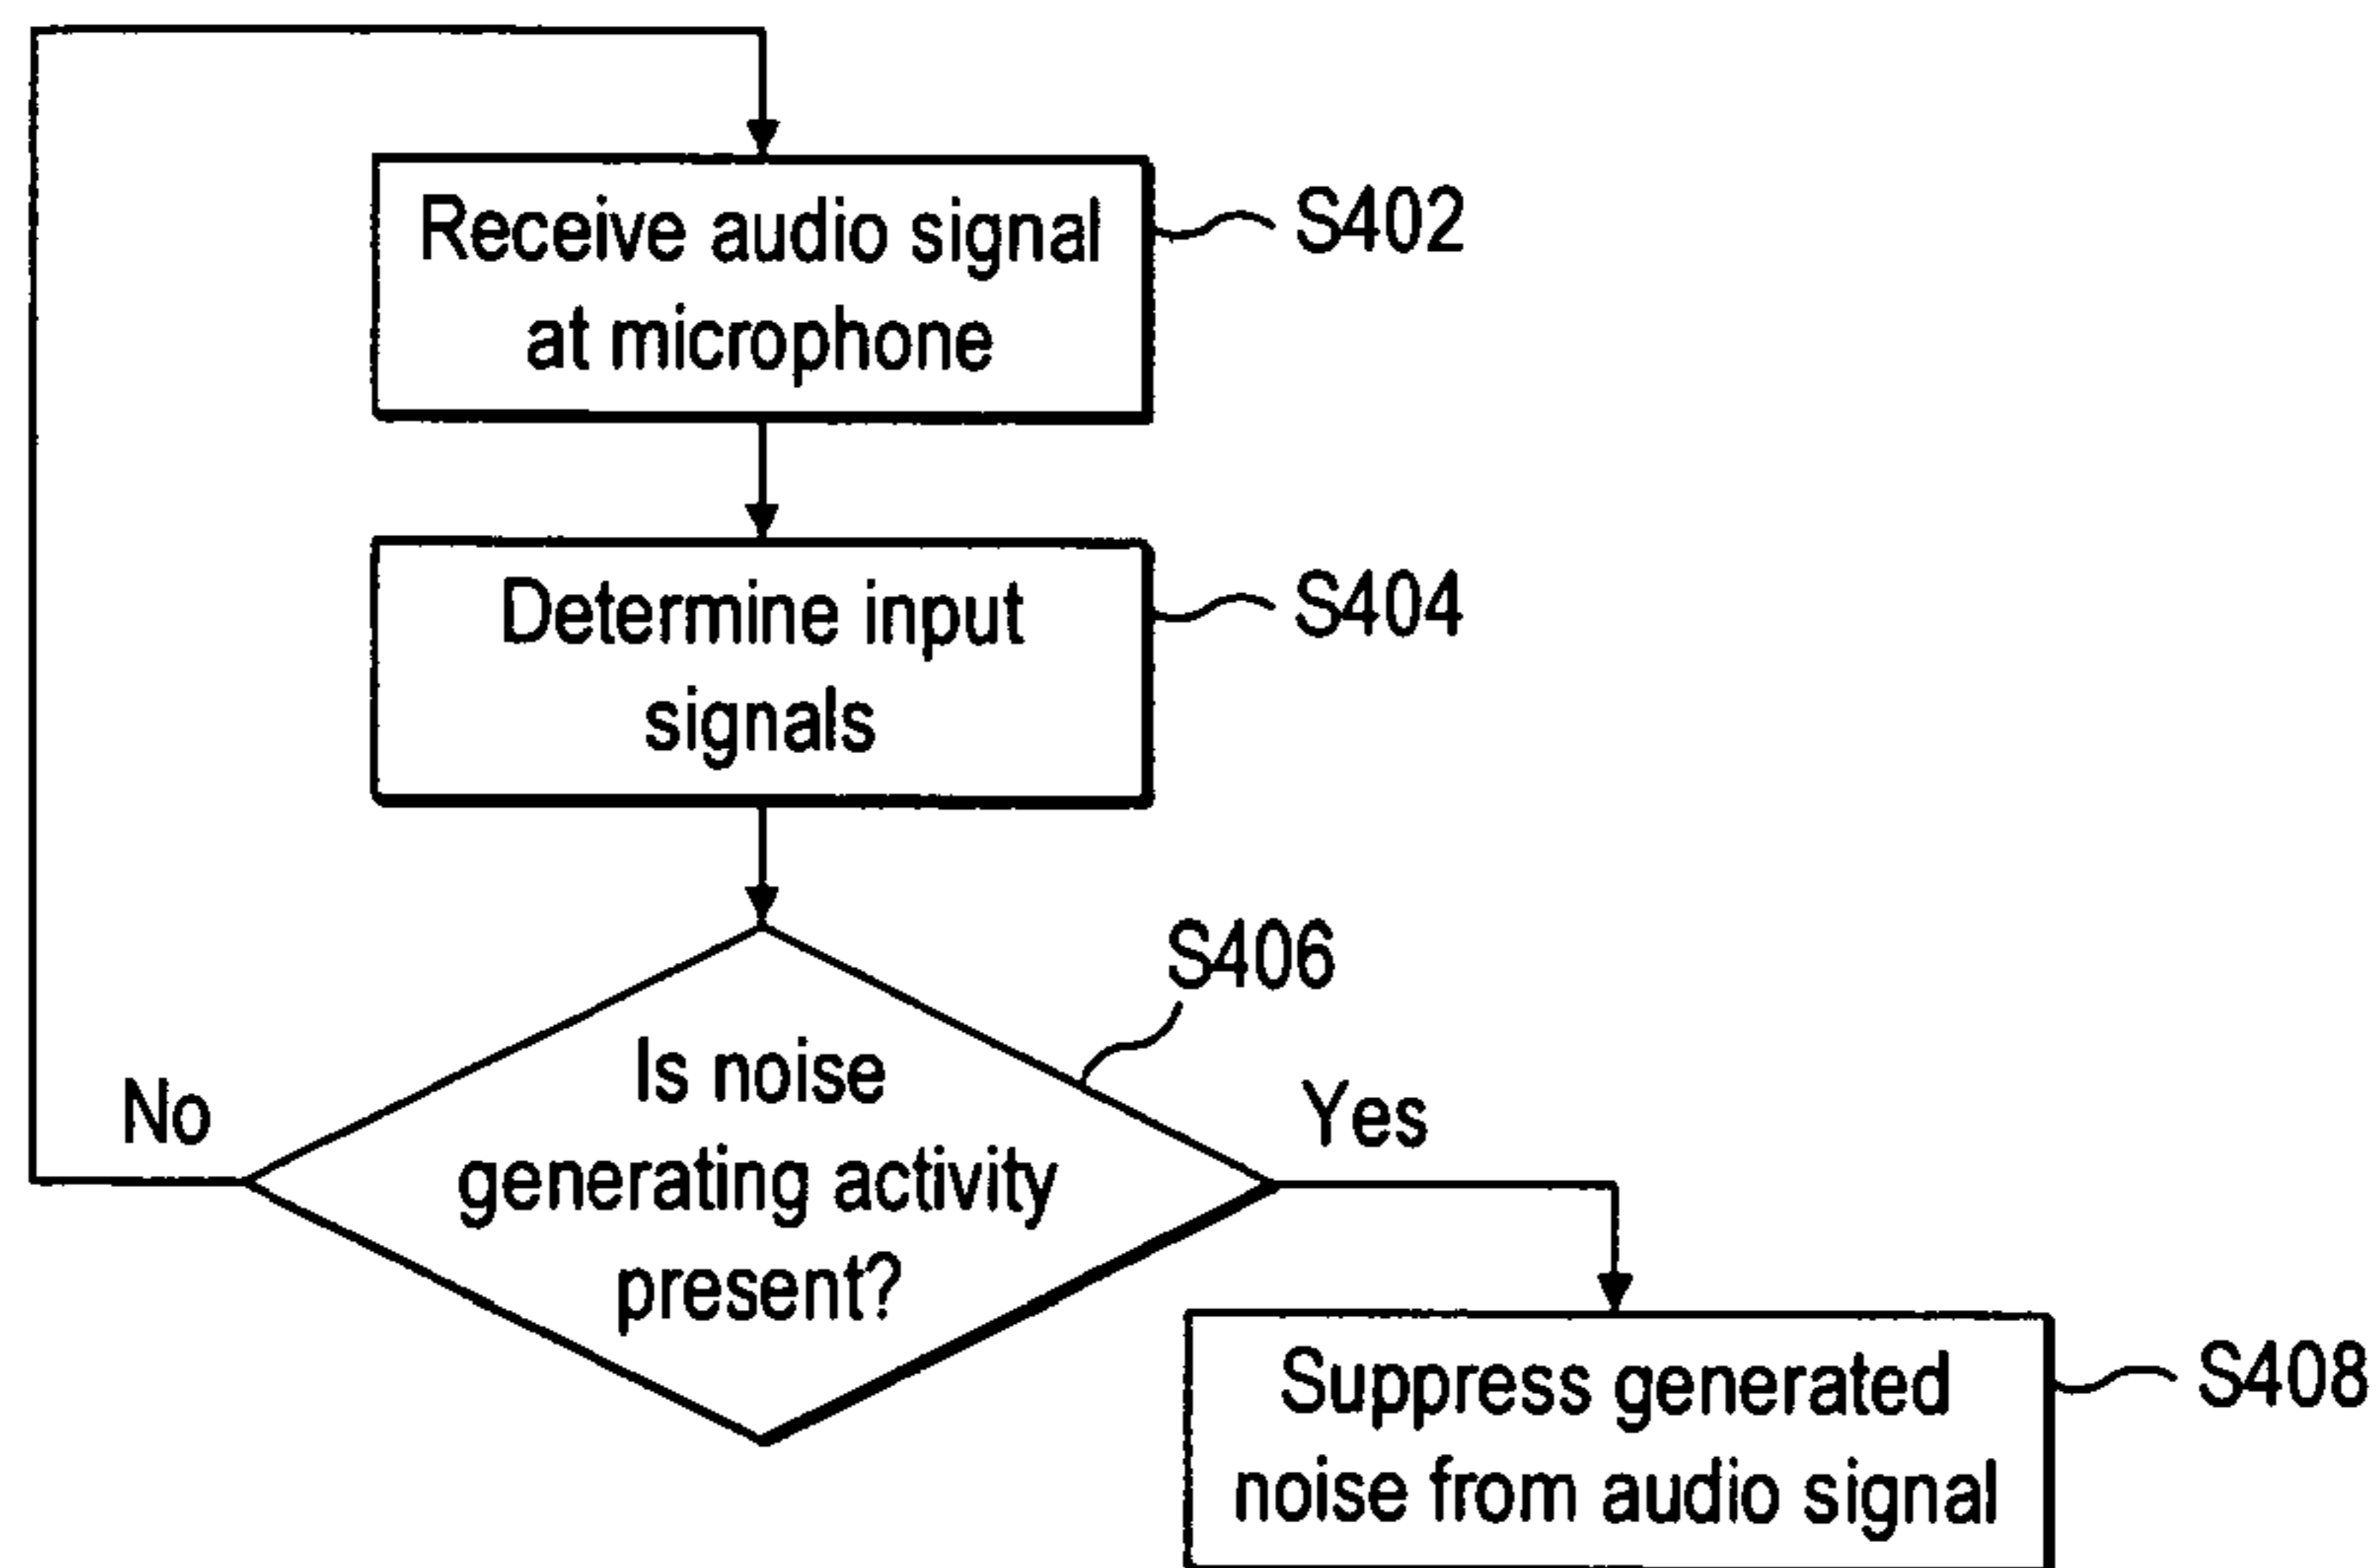 Receive audio signal
at microphone
S402
Determine input
signals
S404
S406
Is noise
generating activity
present?
No
Yes
Suppress generated
noise from audio signal
S408